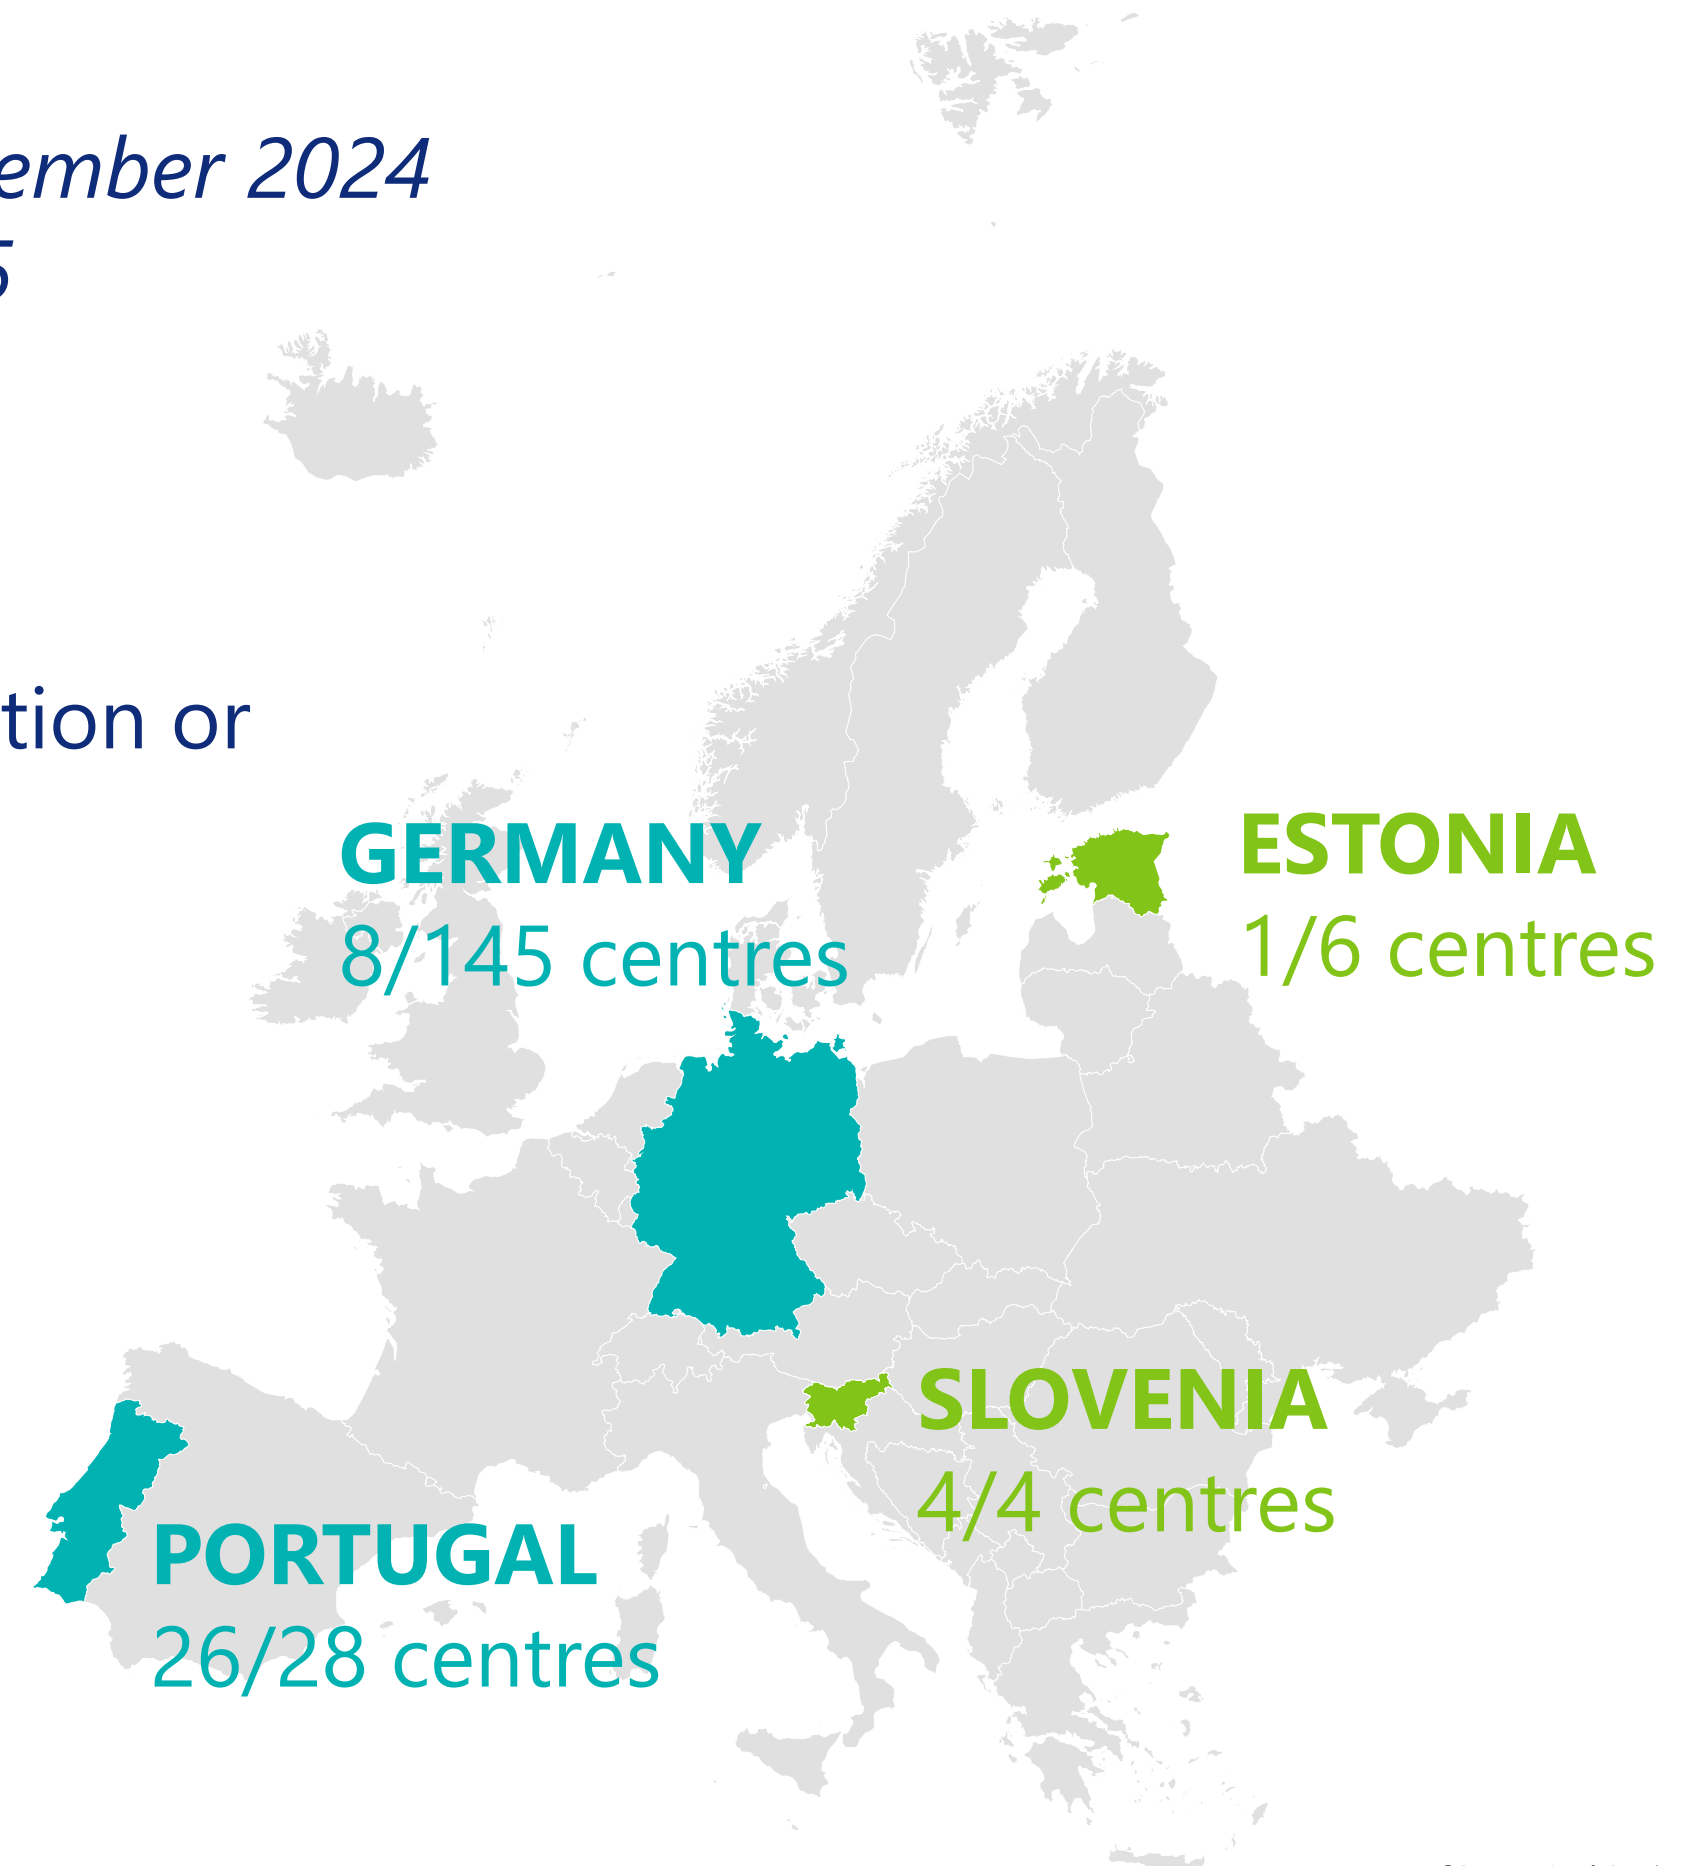 ember 2024
5
tion or
GERMANY
8/145 centres
ESTONIA
1/6 centres
SLOVENIA
4/4 centres
PORTUGAL
26/28 centres